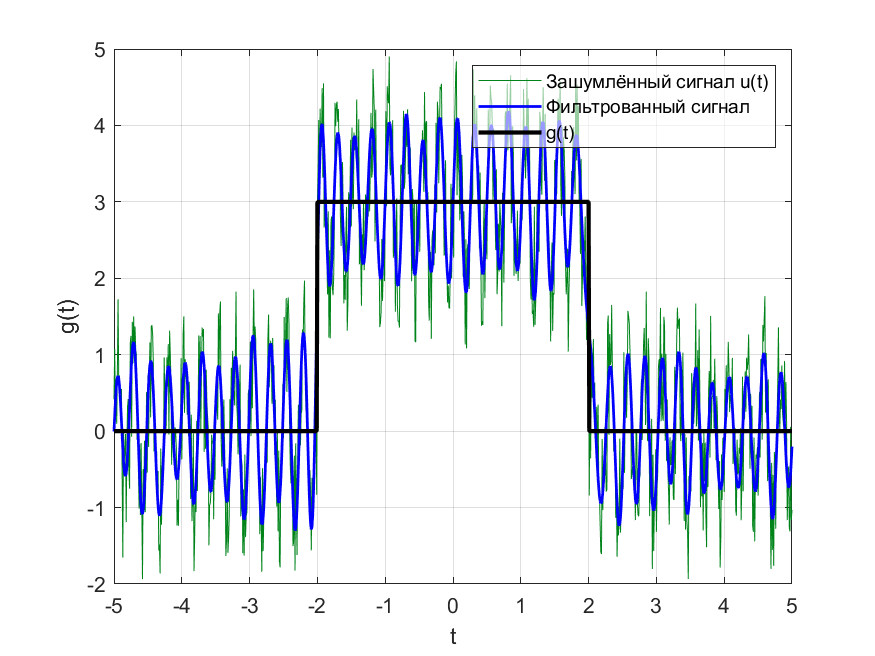 5
4
3
2
1
0
-1
-2
g(t)
Зашумлённый сигнал u(t)
Фильтрованный сигнал
g(t)
-5 -4 -3 -2 -1 0 1 2 3 4 5
t